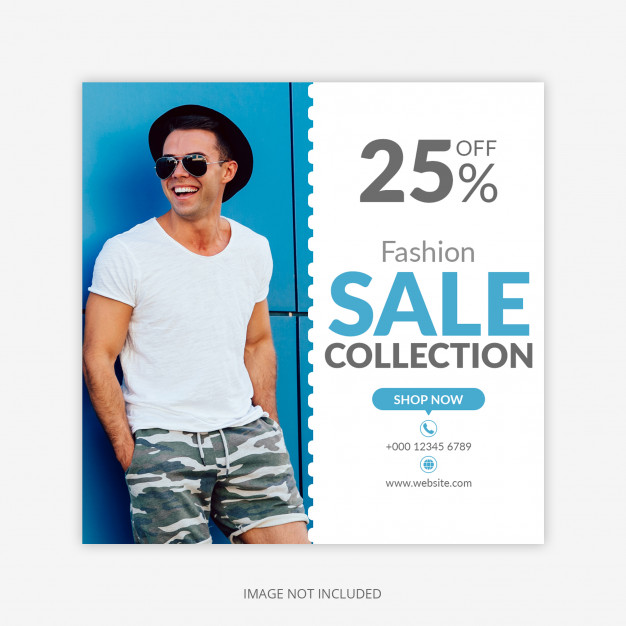 25% OFF
Fashion
SALE
COLLECTION
SHOP NOW
+000 12345 6789
www.website.com
IMAGE NOT INCLUDED